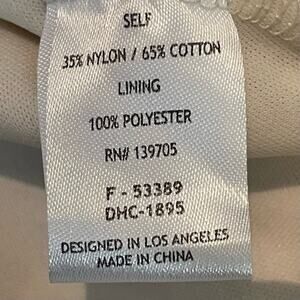 SELF
35% NYLON / 65% COTTON
LINING
100% POLYESTER
RN# 139705
F - 53389
DHC-1895
DESIGNED IN LOS ANGELES
MADE IN CHINA